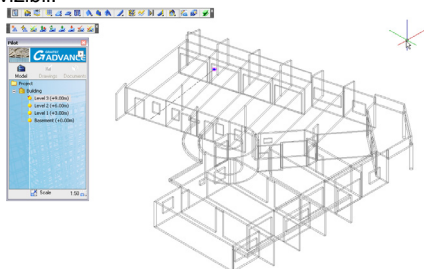 Pilot
GRAITEC
ADVANCE
Model
Drawings
Documents
Project
Building
Level 3 (+9.00m)
Level 2 (+6.00m)
Level 1 (+3.00m)
Basement (+0.00m)
Scale
1:50